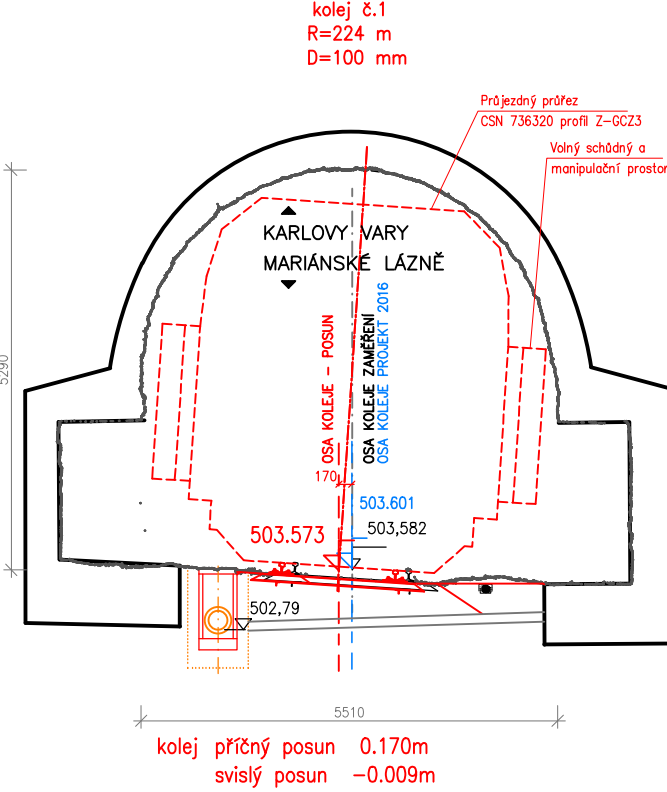 kolej č.1
R=224 m
D=100 mm
Průjezdný průřez
CSN 736320 profil Z-GCZ3
Volný schůdný a
manipulační prostor
KARLOVY VARY
MARIÁNSKÉ LÁZNĚ
OSA KOLEJE - POSUN
OSA KOLEJE ZAMĚŘENÍ
OSA KOLEJE PROJEKT 2016
5290
170
503.601
503.573
503,582
502,79
5510
kolej příčný posun 0.170m
svislý posun -0.009m